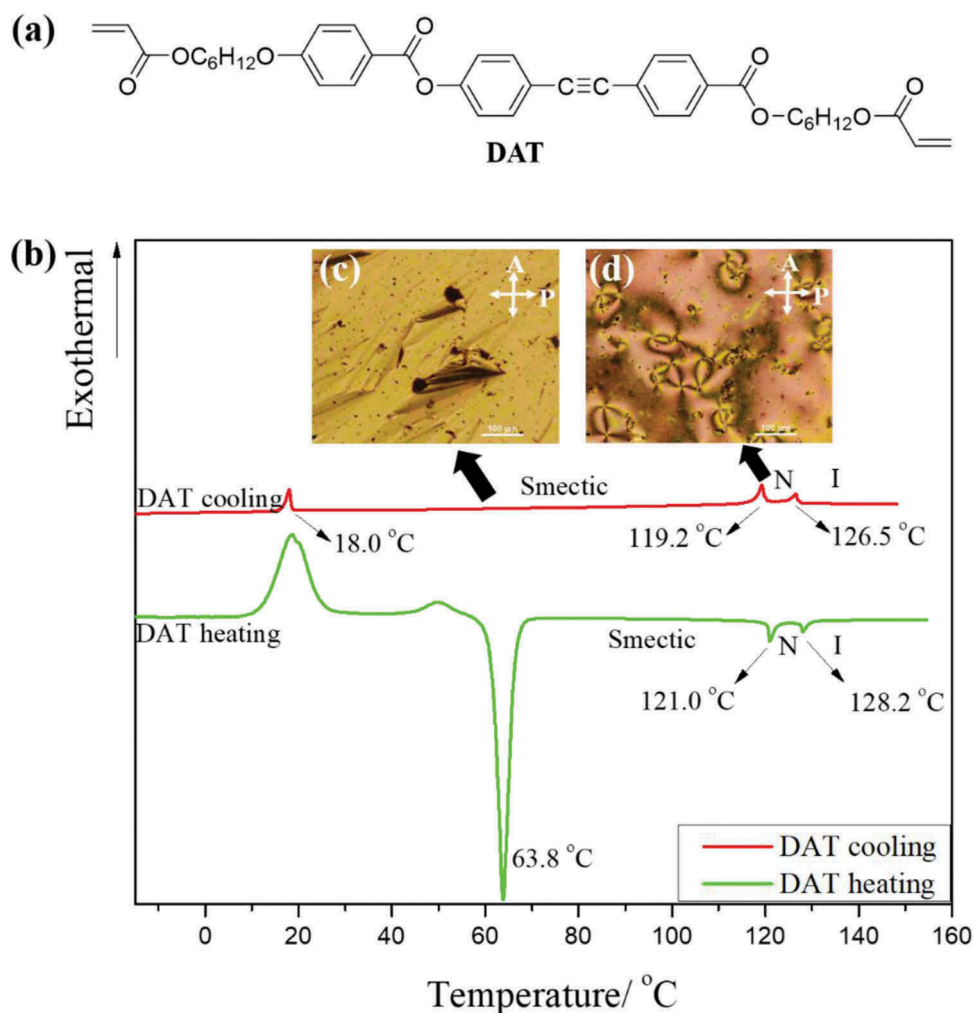 (a)
O
OC₆H₁₂O
O
O
C≡C
O
O
C₆H₁₂O
O
DAT
(b)
Exothermal
(c)
A
P
100 μm
(d)
A
P
100 μm
DAT cooling
Smectic
N
I
18.0 °C
119.2 °C
126.5 °C
DAT heating
Smectic
N
I
121.0 °C
128.2 °C
63.8 °C
DAT cooling
DAT heating
0 20 40 60 80 100 120 140 160
Temperature/ °C